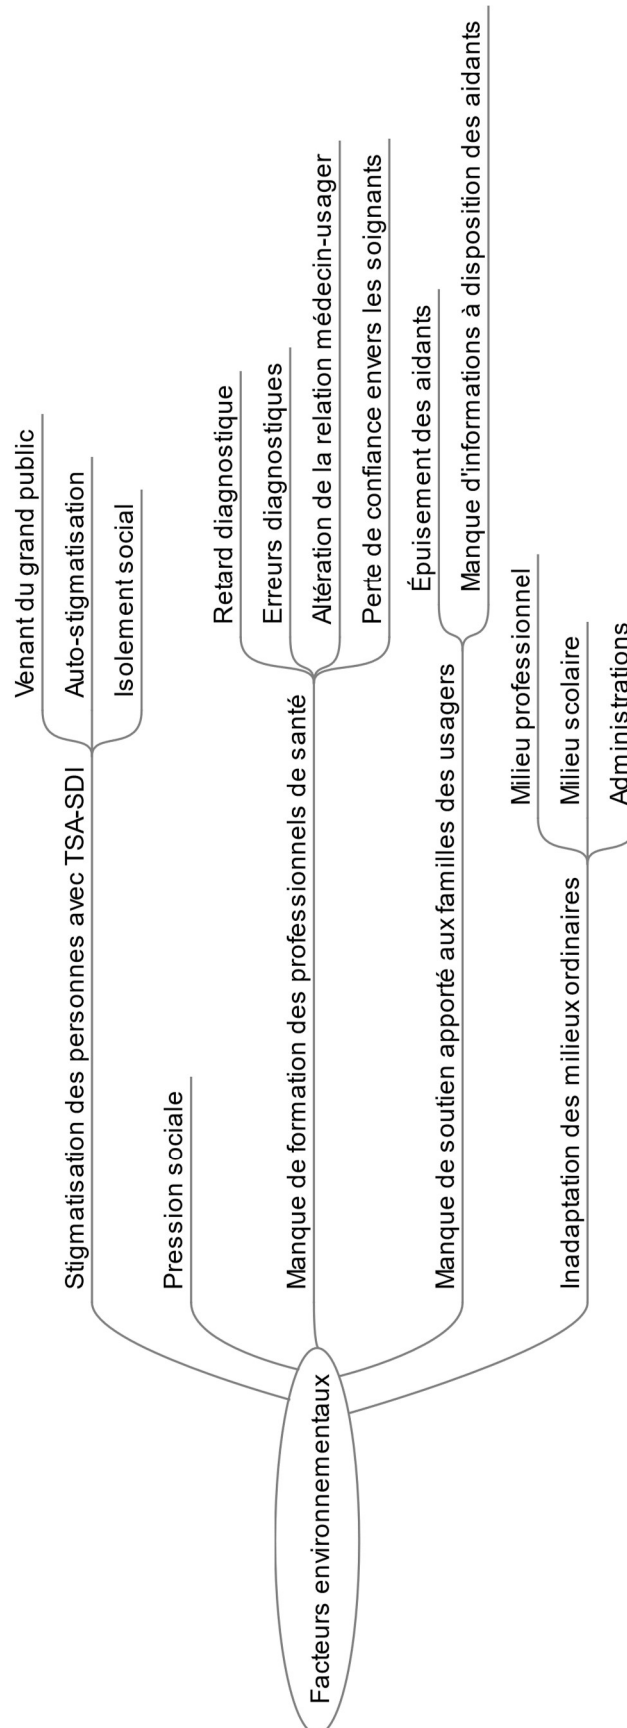 Facteurs environnementaux
Stigmatisation des personnes avec TSA-SDI
Venant du grand public
Auto-stigmatisation
Isolement social
Pression sociale
Manque de formation des professionnels de santé
Retard diagnostique
Erreurs diagnostiques
Altération de la relation médecin-usager
Perte de confiance envers les soignants
Manque de soutien apporté aux familles des usagers
Épuisement des aidants
Manque d'informations à disposition des aidants
Inadaptation des milieux ordinaires
Milieu professionnel
Milieu scolaire
Administrations